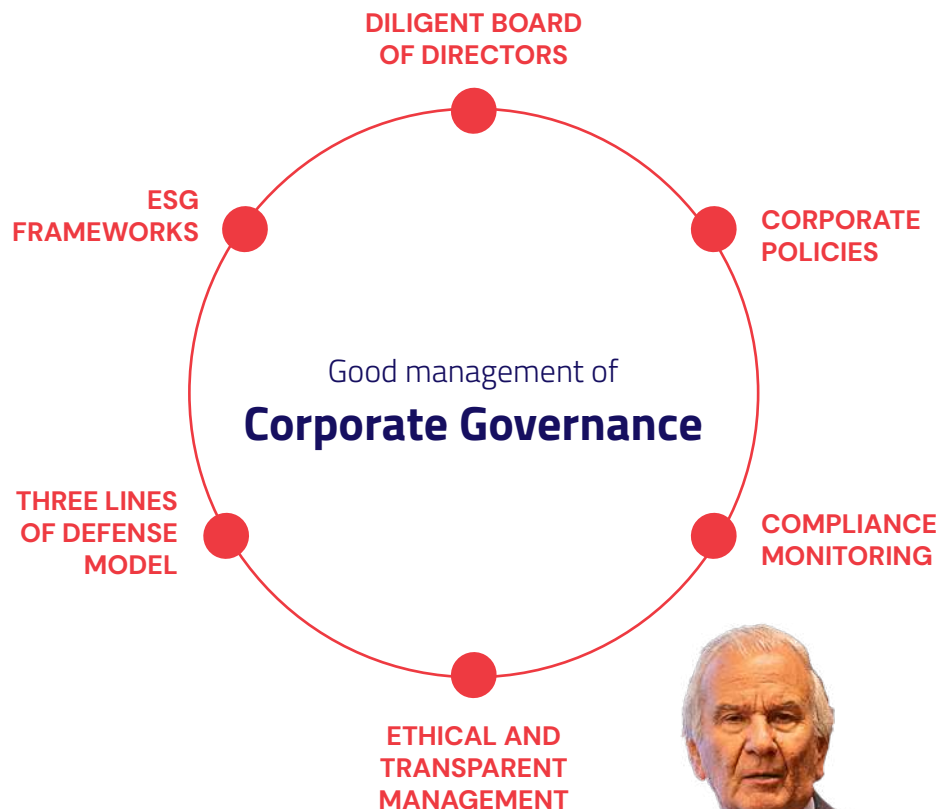 DILIGENT BOARD
OF DIRECTORS
ESG
FRAMEWORKS
CORPORATE
POLICIES
Good management of
Corporate Governance
THREE LINES
OF DEFENSE
MODEL
COMPLIANCE
MONITORING
ETHICAL AND
TRANSPARENT
MANAGEMENT